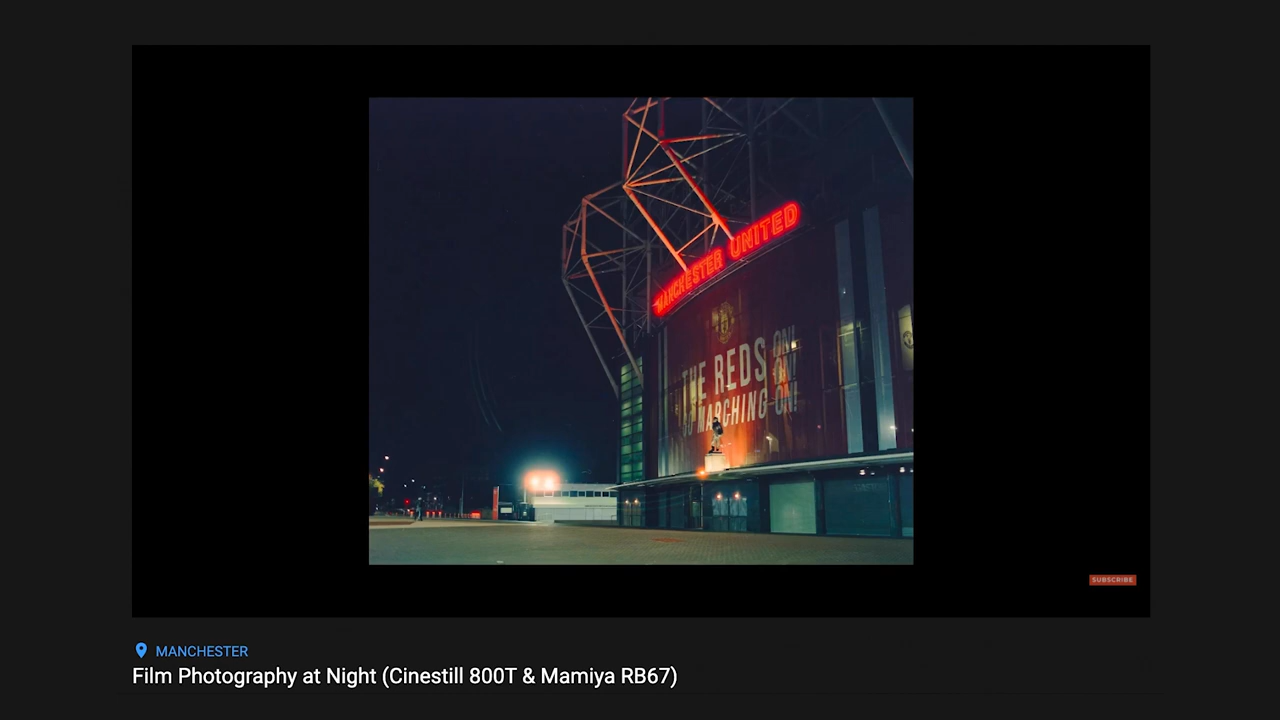 MANCHESTER UNITED
THE REDS
GO MARCHING
ON!
ON!
ON!
SUBSCRIBE
MANCHESTER
Film Photography at Night (Cinestill 800T & Mamiya RB67)